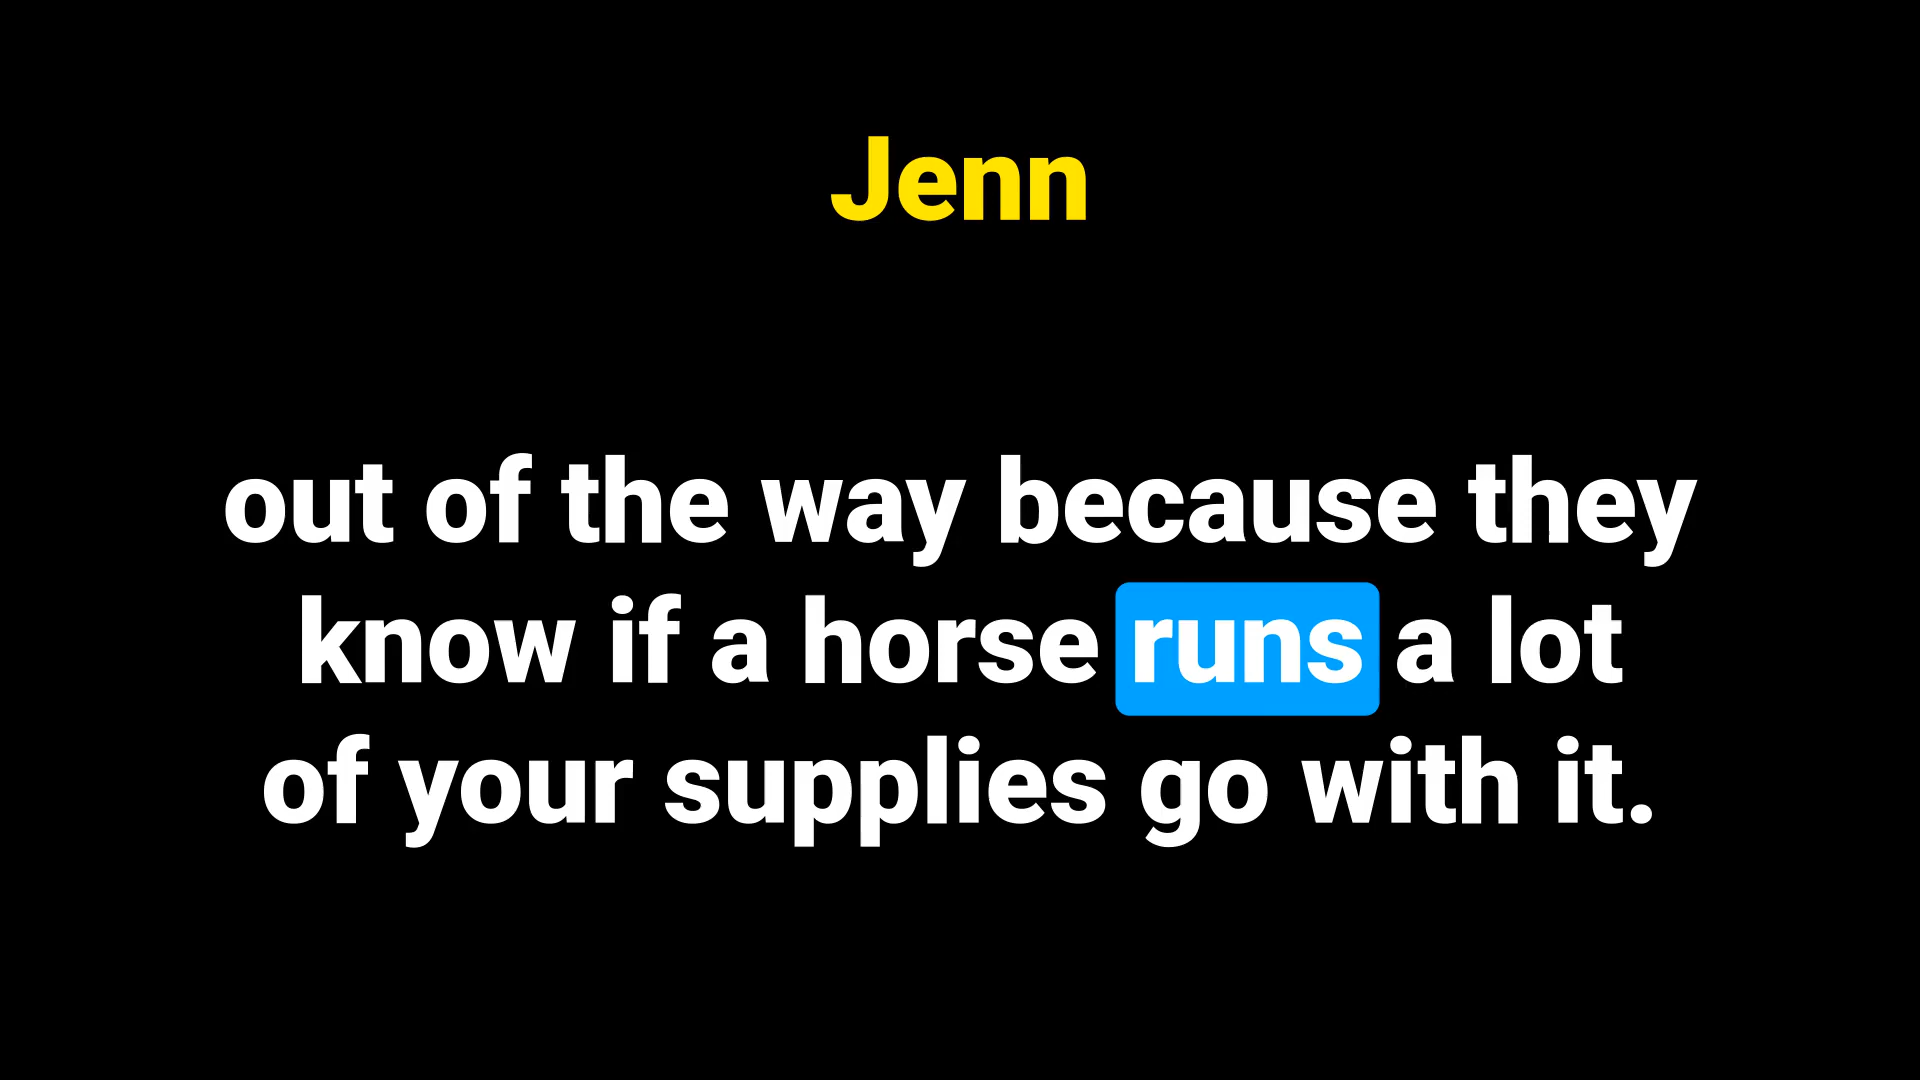 Jenn
out of the way because they
know if a horse runs a lot
of your supplies go with it.